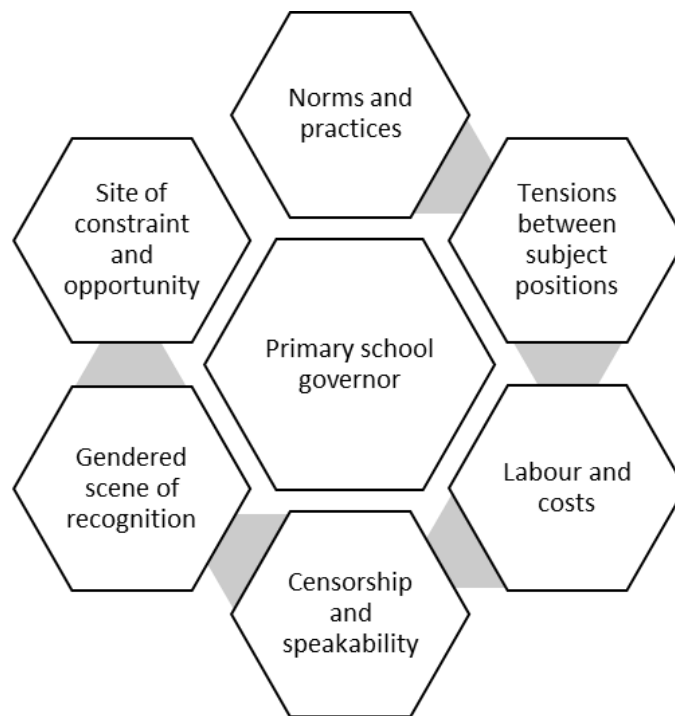 Norms and
practices
Tensions
between
subject
positions
Labour and
costs
Censorship
and
speakability
Gendered
scene of
recognition
Site of
constraint
and
opportunity
Primary school
governor